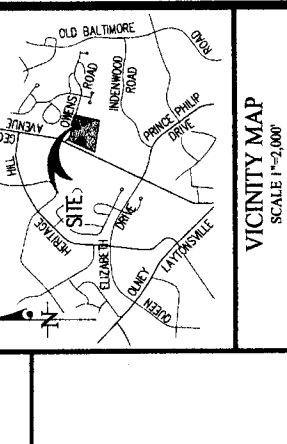 OLD BALTIMORE
ROAD
OWENS
ROAD
INDENWOOD
ROAD
PRINCE PHILIP
DRIVE
AVENUE
GEO
HILL
HERITAGE
SITE
DRIVE
ELIZABETH
OLNEY
LAYTONSVILLE
QUEEN
N
VICINITY MAP
SCALE 1"=2,000'